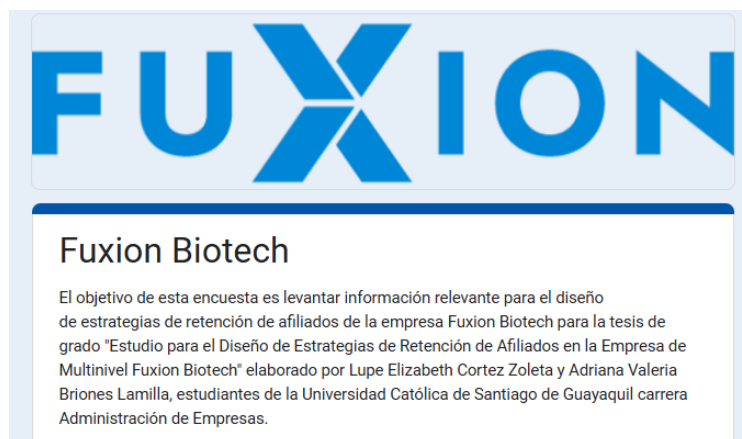 FUXION
Fuxion Biotech
El objetivo de esta encuesta es levantar información relevante para el diseño
de estrategias de retención de afiliados de la empresa Fuxion Biotech para la tesis de
grado "Estudio para el Diseño de Estrategias de Retención de Afiliados en la Empresa de
Multinivel Fuxion Biotech" elaborado por Lupe Elizabeth Cortez Zoleta y Adriana Valeria
Briones Lamilla, estudiantes de la Universidad Católica de Santiago de Guayaquil carrera
Administración de Empresas.